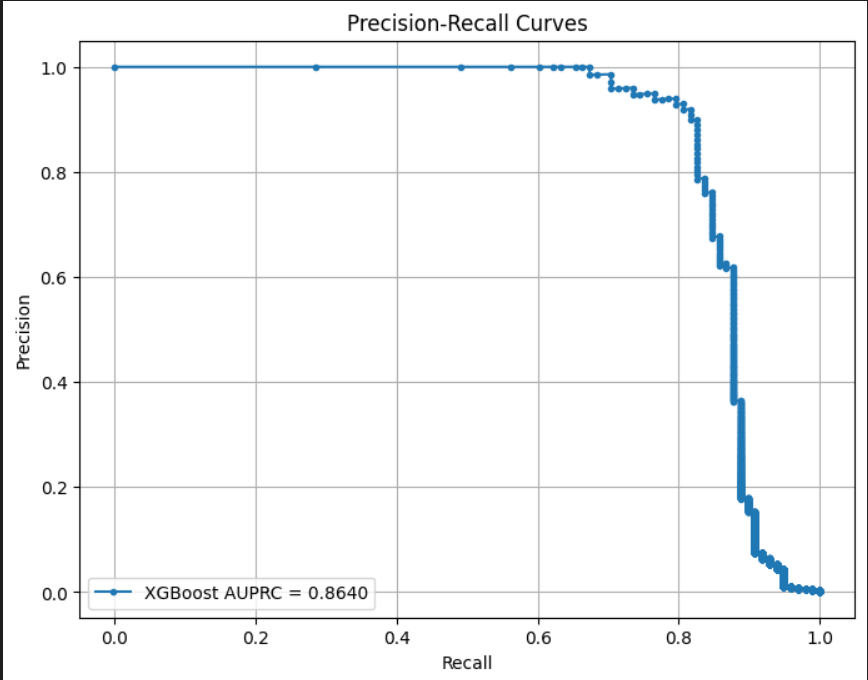 Precision-Recall Curves
1.0
0.8
0.6
0.4
0.2
0.0
Precision
XGBoost AUPRC = 0.8640
0.0 0.2 0.4 0.6 0.8 1.0
Recall